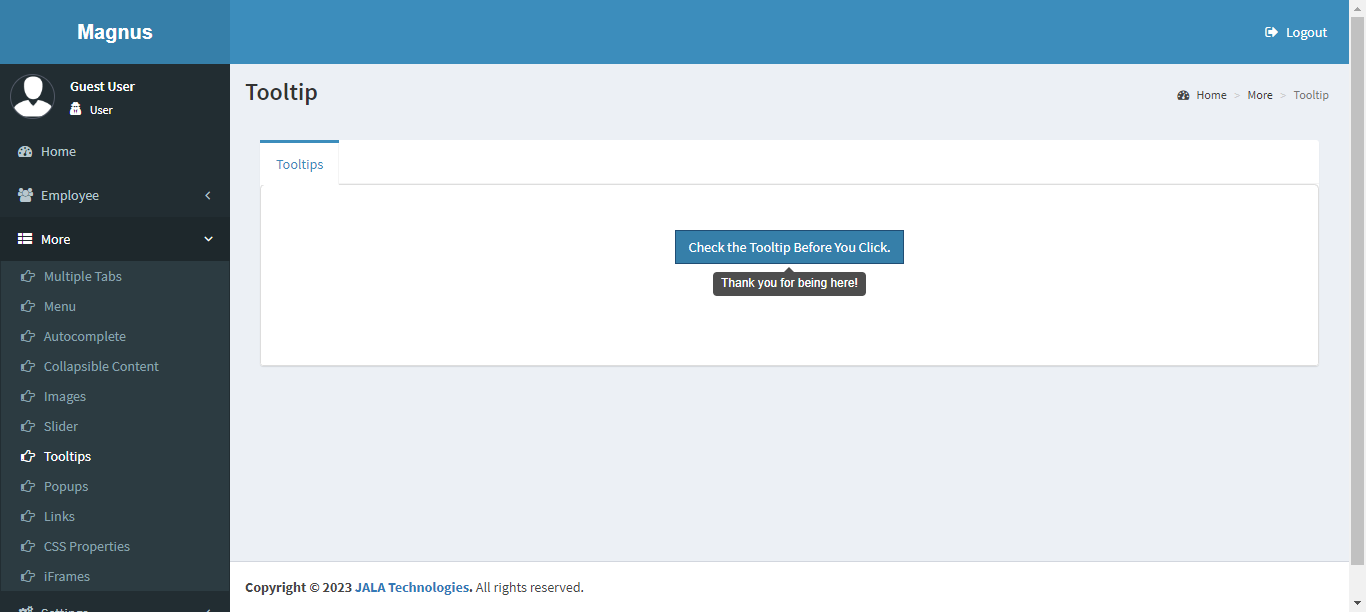 Magnus
Logout
Guest User
User
Tooltip
Home > More > Tooltip
Home
Employee
More
Multiple Tabs
Menu
Autocomplete
Collapsible Content
Images
Slider
Tooltips
Popups
Links
CSS Properties
iFrames
Settings
Tooltips
Check the Tooltip Before You Click.
Thank you for being here!
Copyright © 2023 JALA Technologies. All rights reserved.